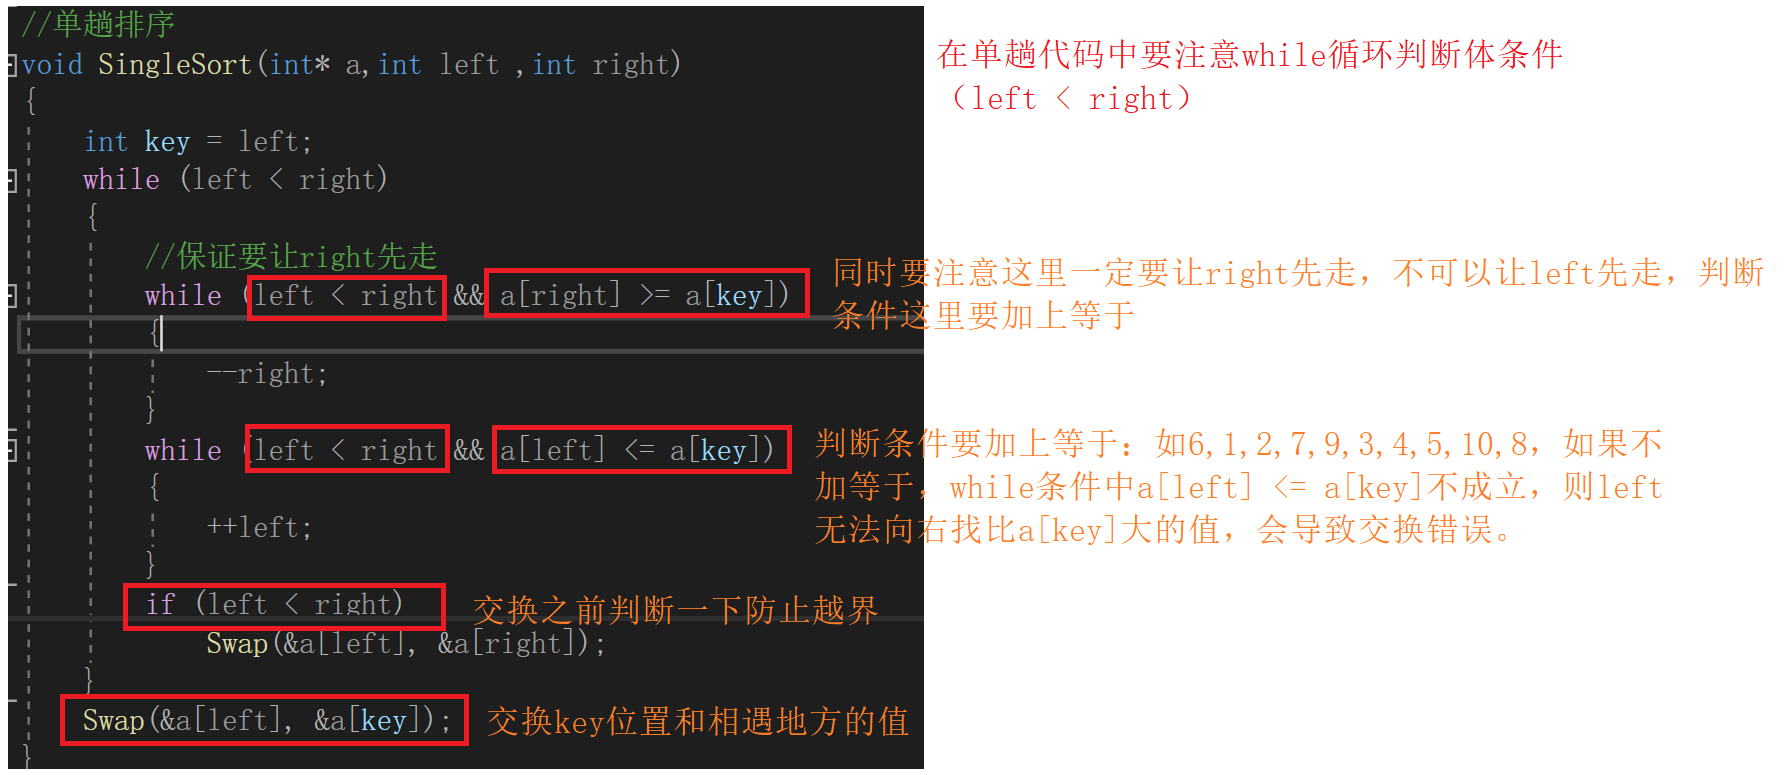 //单趟排序
void SingleSort(int* a,int left ,int right)
在单趟代码中要注意while循环判断体条件
（left < right）
{
int key = left;
while (left < right)
{
//保证要让right先走
while (left < right && a[right] >= a[key])
同时要注意这里一定要让right先走，不可以让left先走，判断
条件这里要加上等于
{
--right;
}
while (left < right && a[left] <= a[key])
判断条件要加上等于：如6,1,2,7,9,3,4,5,10,8，如果不
加等于，while条件中a[left] <= a[key]不成立，则left
无法向右找比a[key]大的值，会导致交换错误。
{
++left;
}
if (left < right)
交换之前判断一下防止越界
Swap(&a[left], &a[right]);
}
Swap(&a[left], &a[key]);
交换key位置和相遇地方的值
}